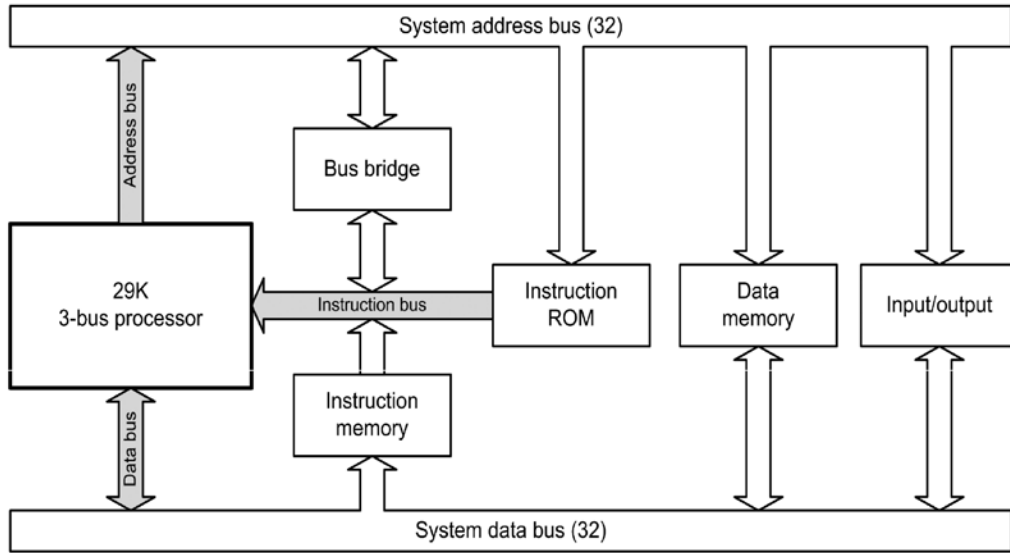 System address bus (32)
Address bus
Bus bridge
29K
3-bus processor
Instruction bus
Instruction
ROM
Data
memory
Input/output
Instruction
memory
Data bus
System data bus (32)